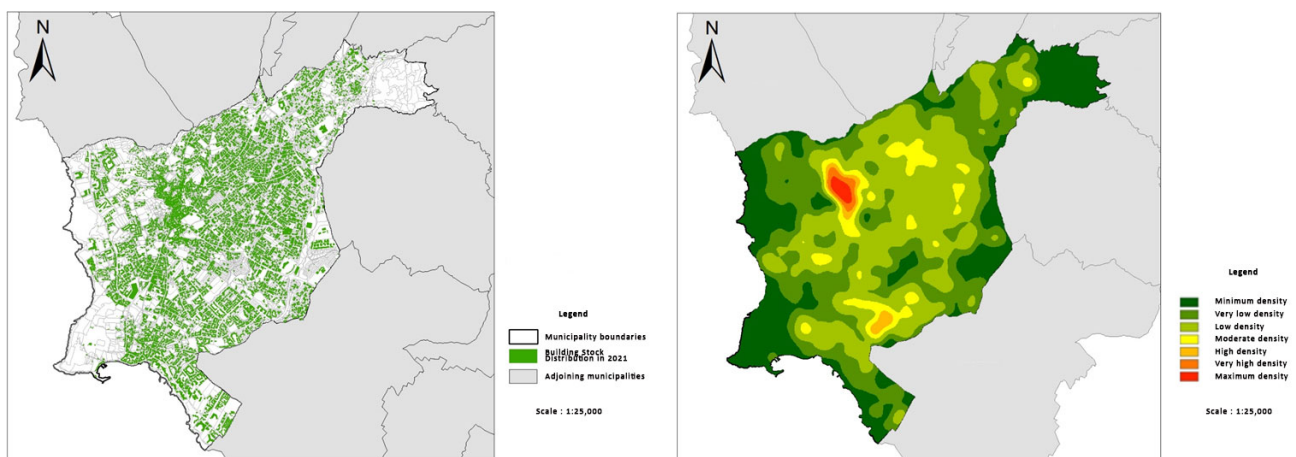 N
Legend
Municipality boundaries
Building Stock
Distribution in 2021
Adjoining municipalities
Scale : 1:25,000
N
Legend
Minimum density
Very low density
Low density
Moderate density
High density
Very high density
Maximum density
Scale : 1:25,000